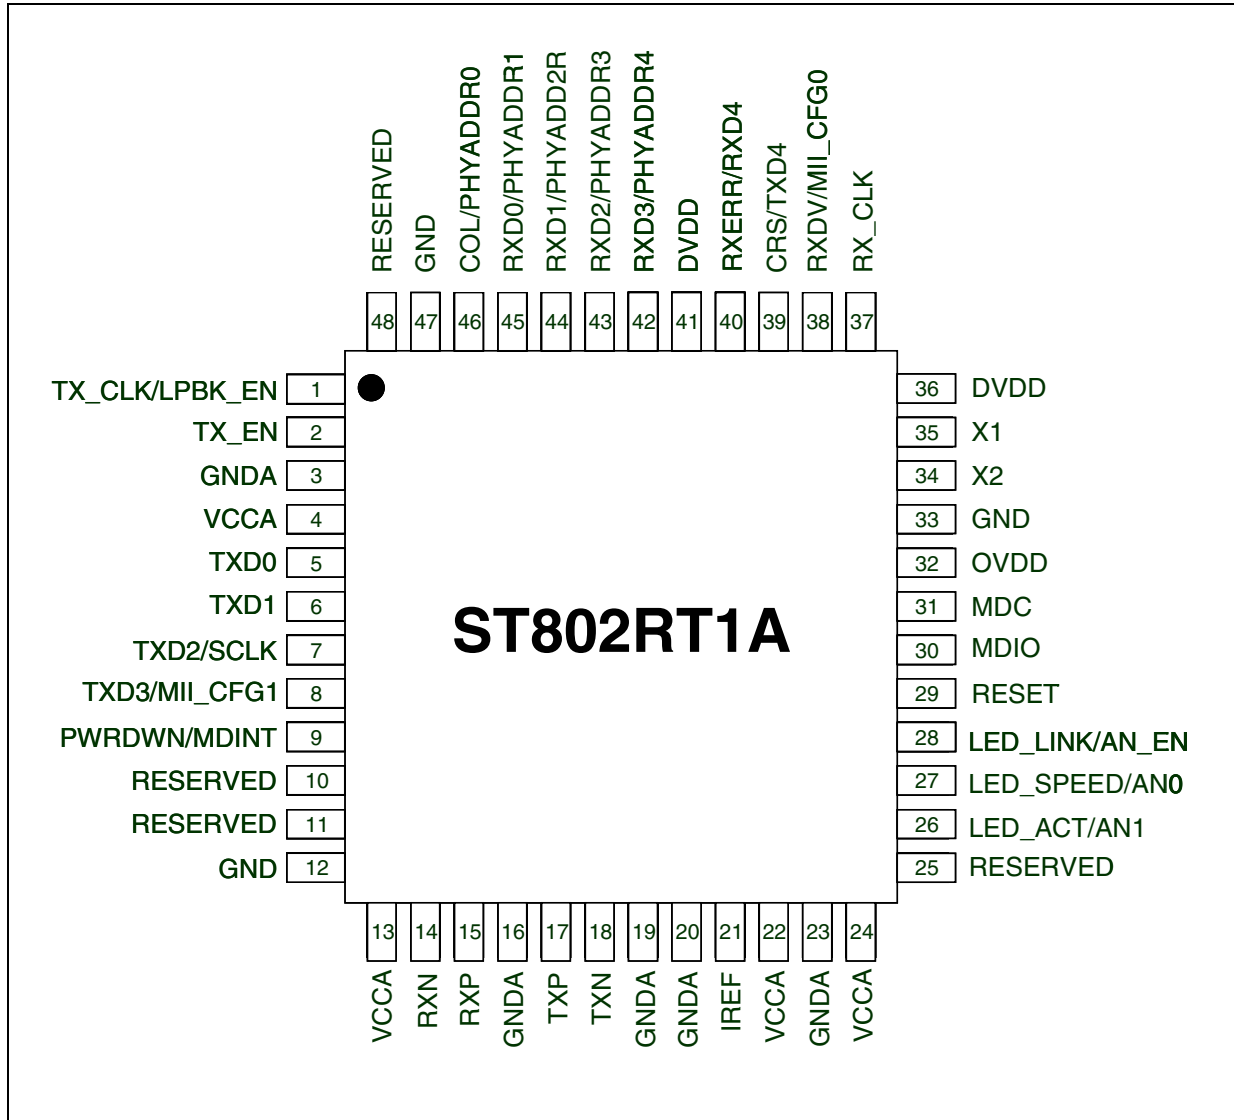 RESERVED
GND
COL/PHYADDR0
RXD0/PHYADDR1
RXD1/PHYADD2R
RXD2/PHYADDR3
RXD3/PHYADDR4
DVDD
RXERR/RXD4
CRS/TXD4
RXDV/MII_CFG0
RX_CLK
48 47 46 45 44 43 42 41 40 39 38 37
TX_CLK/LPBK_EN 1
TX_EN 2
GNDA 3
VCCA 4
TXD0 5
TXD1 6
TXD2/SCLK 7
TXD3/MII_CFG1 8
PWRDWN/MDINT 9
RESERVED 10
RESERVED 11
GND 12
ST802RT1A
36 DVDD
35 X1
34 X2
33 GND
32 OVDD
31 MDC
30 MDIO
29 RESET
28 LED_LINK/AN_EN
27 LED_SPEED/AN0
26 LED_ACT/AN1
25 RESERVED
13 14 15 16 17 18 19 20 21 22 23 24
VCCA
RXN
RXP
GNDA
TXP
TXN
GNDA
GNDA
IREF
VCCA
GNDA
VCCA